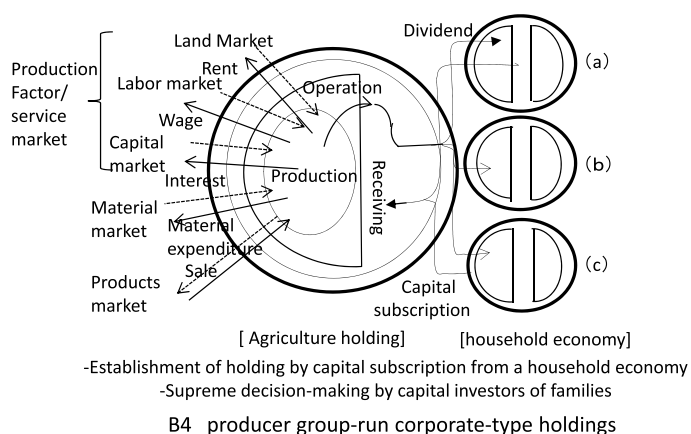 Land Market
Dividend
Production
Factor/
service
market
Rent
Labor market
Operation
(a)
Wage
Capital
market
Interest
Production
Receiving
(b)
Material
market
Material
expenditure
Sale
Products
market
Capital
subscription
(c)
[ Agriculture holding]
[household economy]
-Establishment of holding by capital subscription from a household economy
-Supreme decision-making by capital investors of families
B4 producer group-run corporate-type holdings